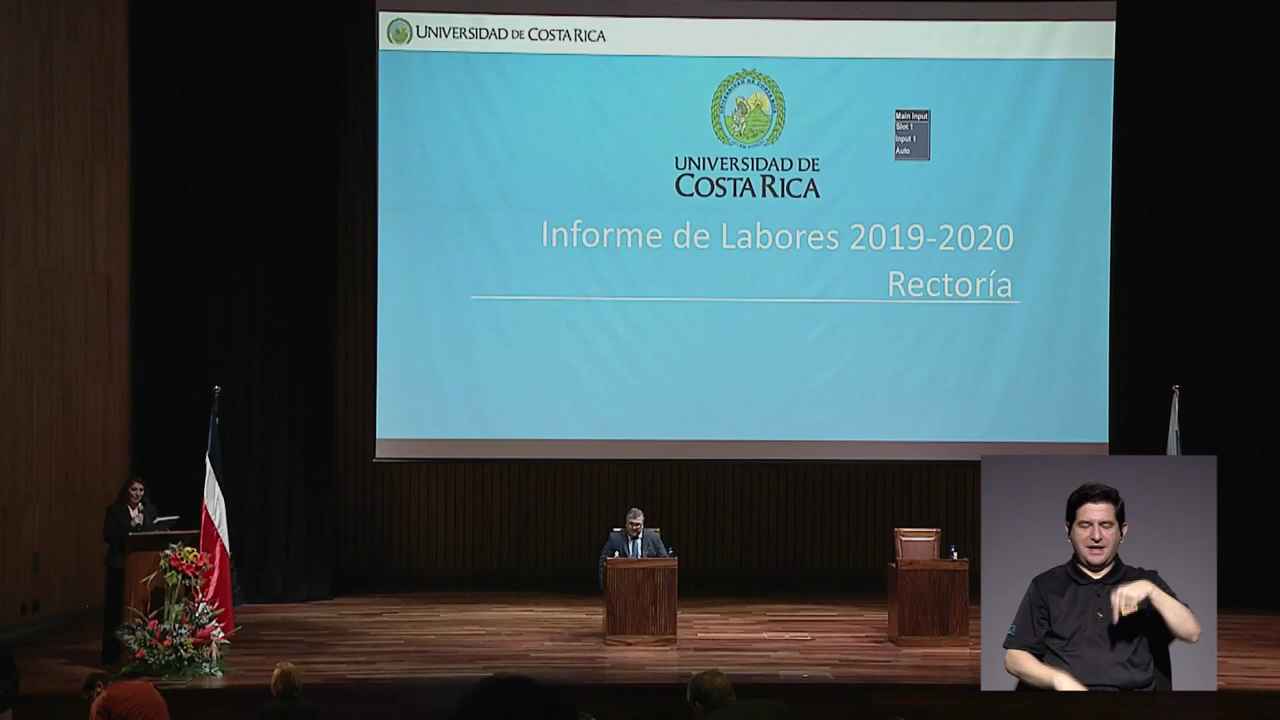 UNIVERSIDAD DE COSTA RICA
UNIVERSIDAD DE
COSTA RICA
Main Input
Slot 1
Input 1
Auto
Informe de Labores 2019-2020
Rectoría